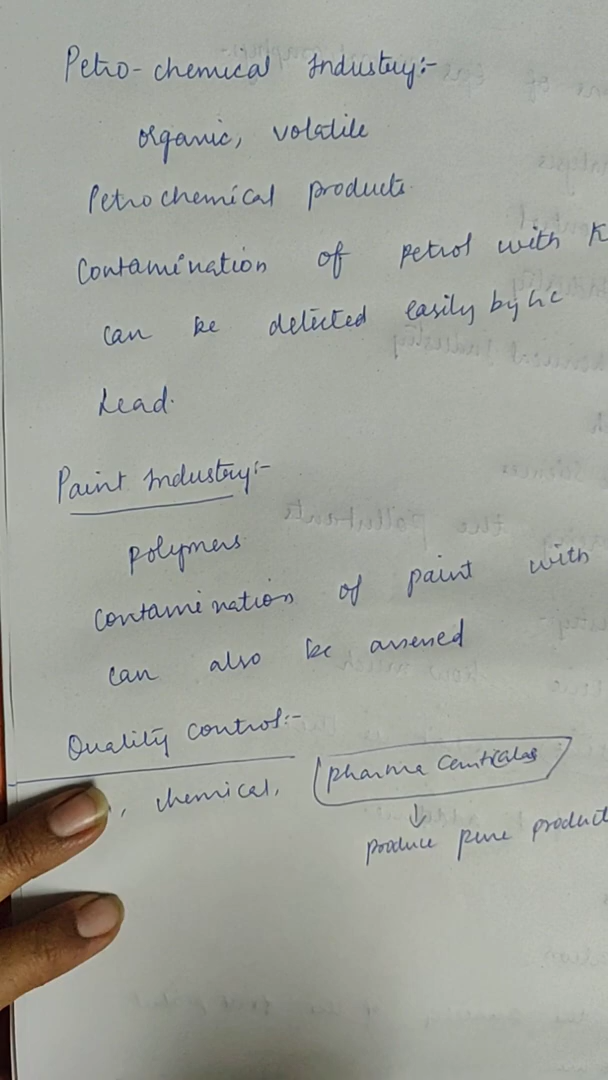 Petro-chemical Industry:-
organic, volatile
Petrochemical products
Contamination of petrol with K
can be detected easily by GC
Lead.
Paint Industry:-
Polymers
contamination of paint with
can also be assessed
Quality control:-
, chemical, pharmaceuticals
↓
produce pure product